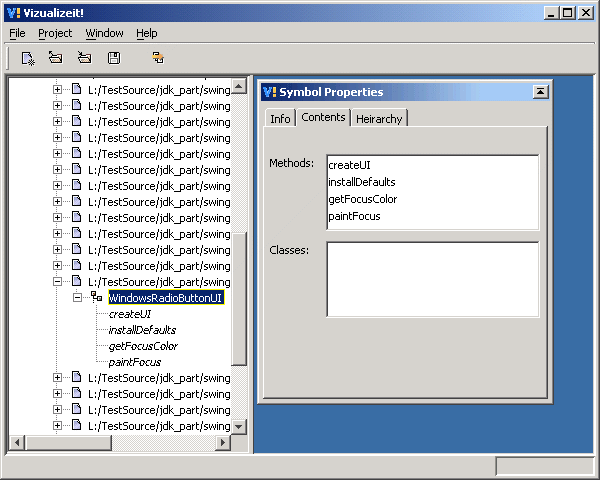 V! Vizualizeit!
File Project Window Help
L:/TestSource/jdk_part/swing
L:/TestSource/jdk_part/swing
L:/TestSource/jdk_part/swing
L:/TestSource/jdk_part/swing
L:/TestSource/jdk_part/swing
L:/TestSource/jdk_part/swing
L:/TestSource/jdk_part/swing
L:/TestSource/jdk_part/swing
L:/TestSource/jdk_part/swing
L:/TestSource/jdk_part/swing
L:/TestSource/jdk_part/swing
L:/TestSource/jdk_part/swing
L:/TestSource/jdk_part/swing
WindowsRadioButtonUI
createUI
installDefaults
getFocusColor
paintFocus
L:/TestSource/jdk_part/swing
L:/TestSource/jdk_part/swing
L:/TestSource/jdk_part/swing
L:/TestSource/jdk_part/swing
V! Symbol Properties
Info Contents Heirarchy
Methods:
createUI
installDefaults
getFocusColor
paintFocus
Classes: